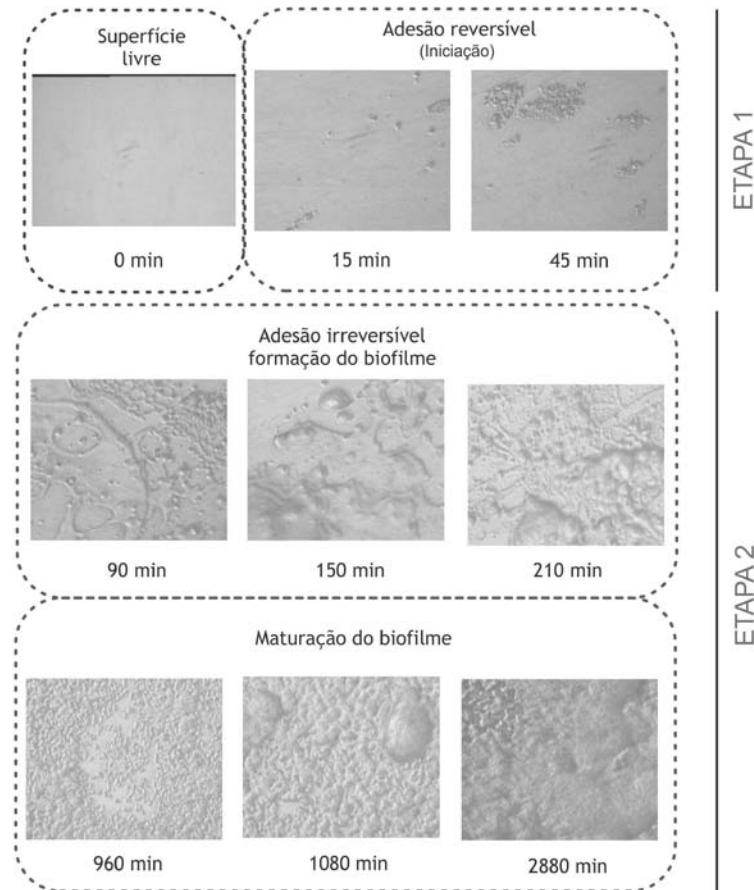 Superfície
livre
Adesão reversível
(Iniciação)
0 min
15 min
45 min
ETAPA 1
Adesão irreversível
formação do biofilme
90 min
150 min
210 min
Maturação do biofilme
960 min
1080 min
2880 min
ETAPA 2